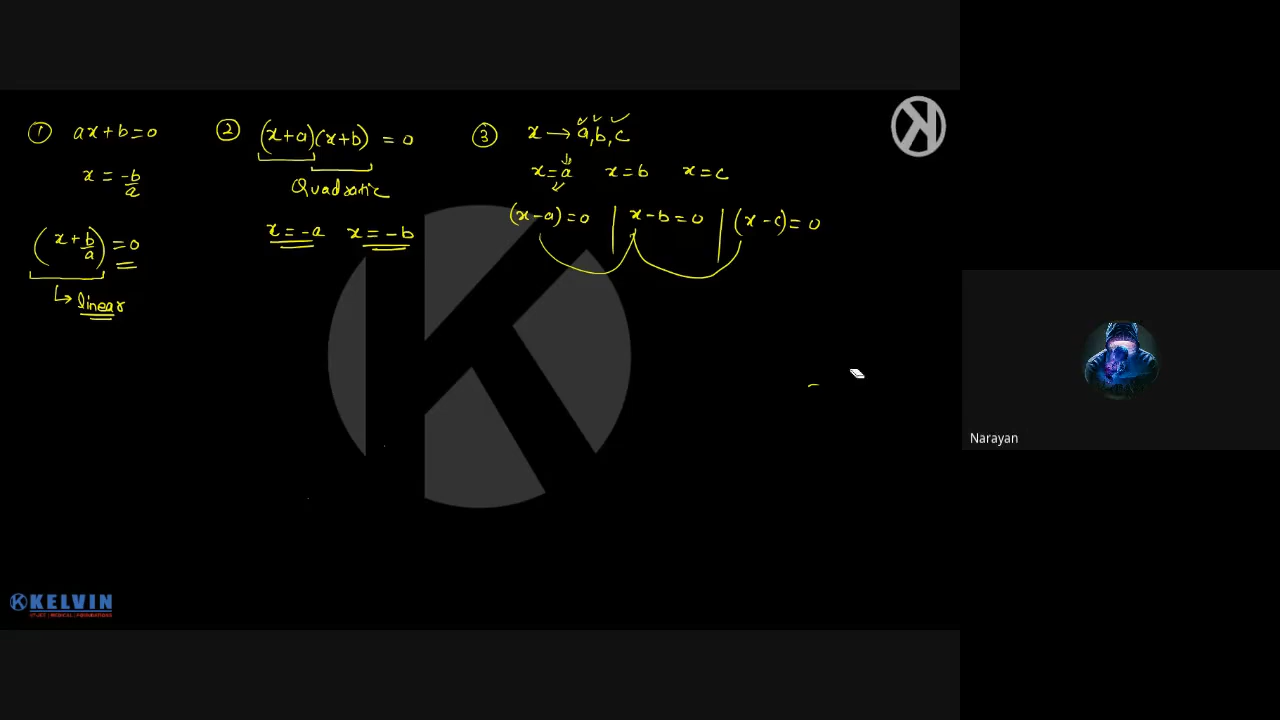 ① ax+b=0
x = -b/a
(x + b/a) = 0
↳ linear
② (x+a)(x+b) = 0
Quadratic
x = -a x = -b
③ x → a, b, c
x = a x = b x = c
(x-a) = 0 | x-b = 0 | (x-c) = 0
Narayan
KELVIN